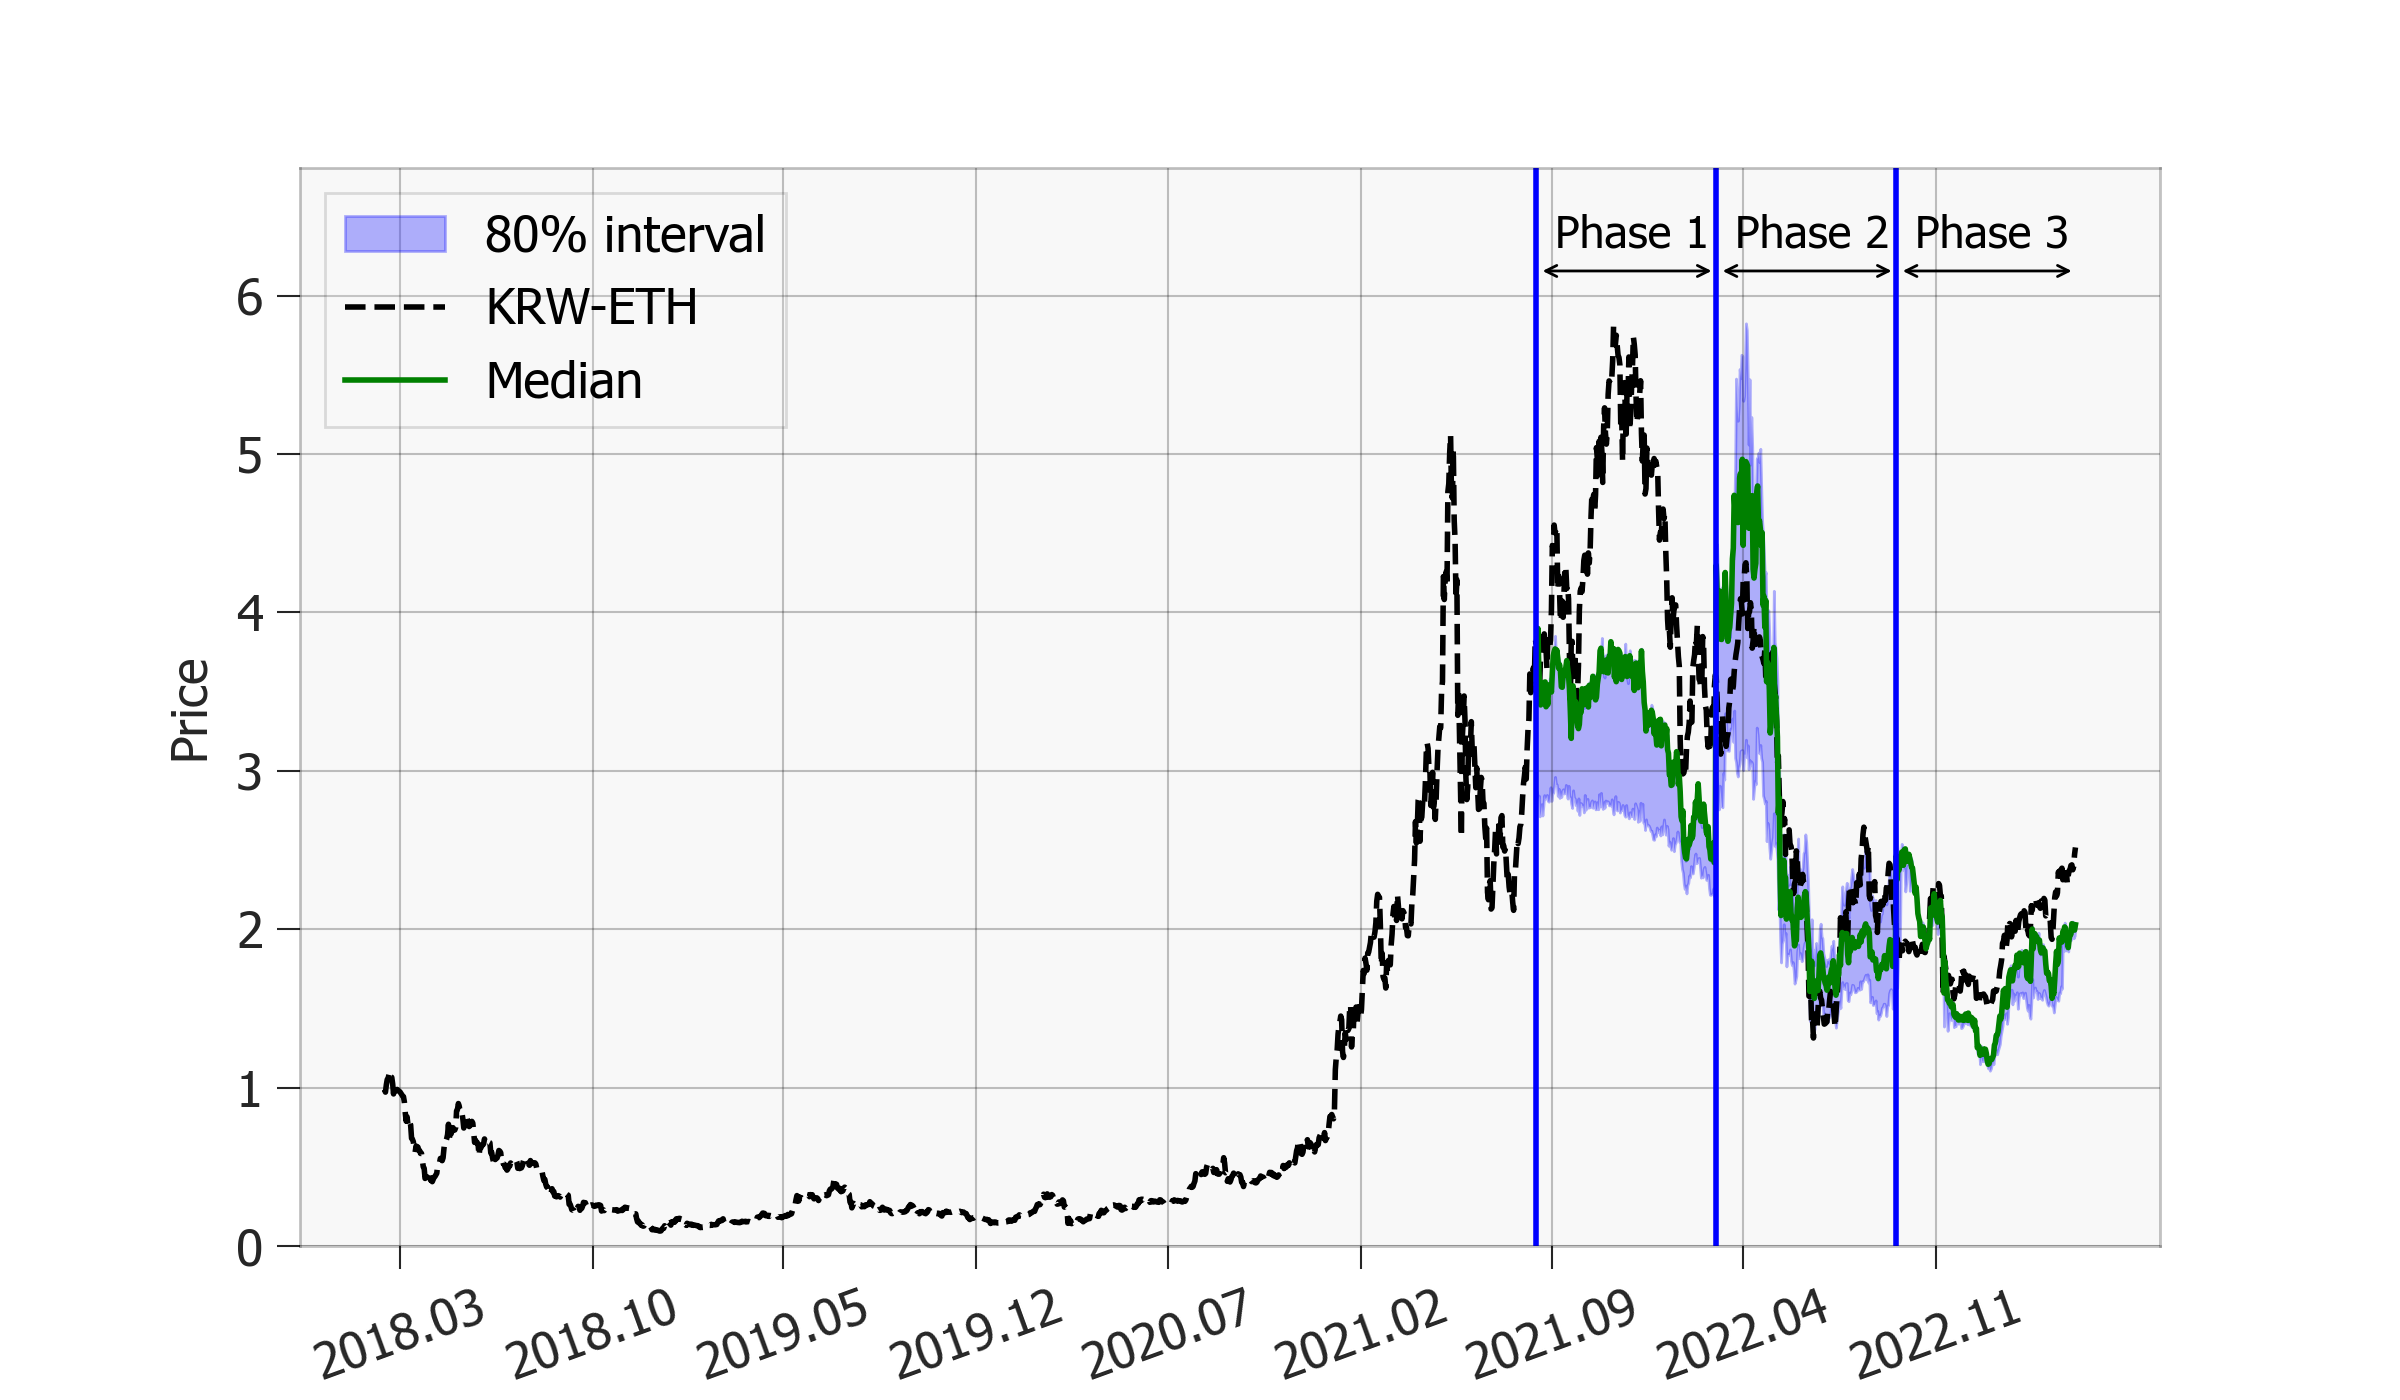 80% interval
KRW-ETH
Median
Phase 1
Phase 2
Phase 3
Price
6
5
4
3
2
1
0
2018.03
2018.10
2019.05
2019.12
2020.07
2021.02
2021.09
2022.04
2022.11